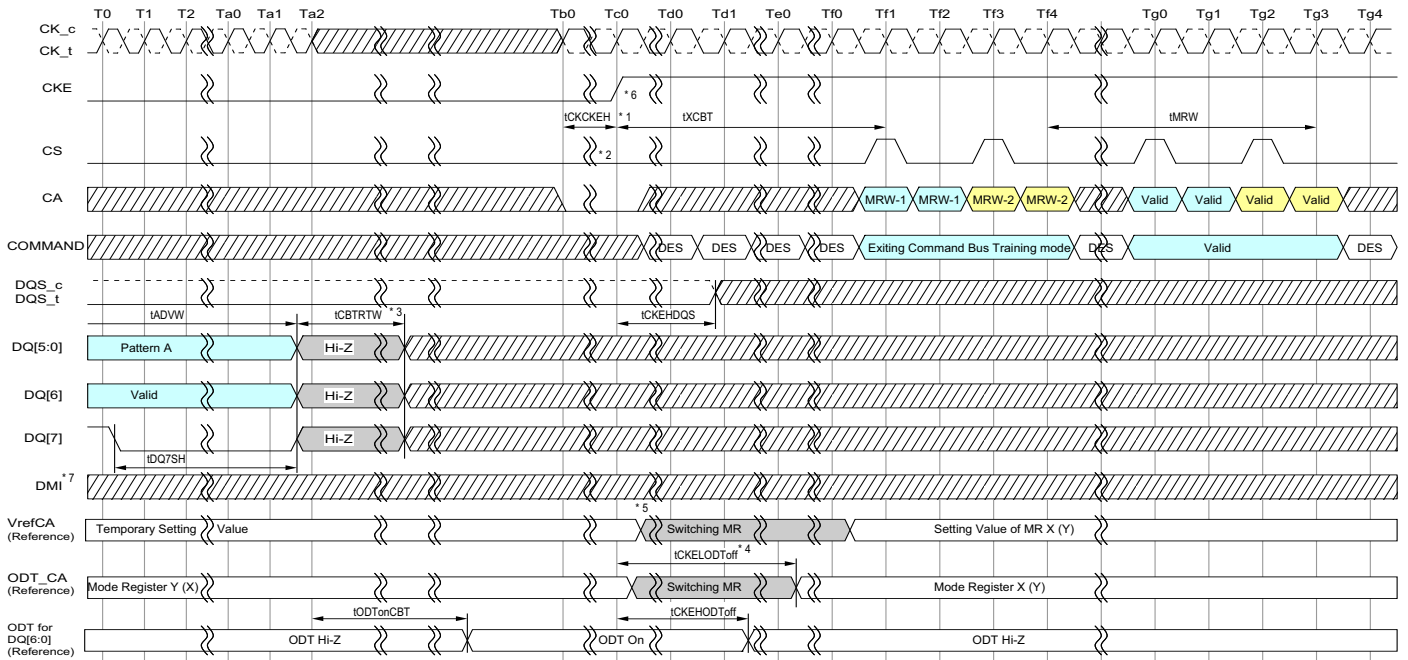 T0 T1 T2 Ta0 Ta1 Ta2 Tb0 Tc0 Td0 Td1 Te0 Tf0 Tf1 Tf2 Tf3 Tf4 Tg0 Tg1 Tg2 Tg3 Tg4
CK_c
CK_t
CKE
* 6
tCKCKEH * 1 tXCBT tMRW
CS
* 2
CA MRW-1 MRW-1 MRW-2 MRW-2 Valid Valid Valid Valid
COMMAND DES DES DES DES Exiting Command Bus Training mode DES Valid DES
DQS_c
DQS_t
tADVW tCBTRTW * 3 tCKEHDQS
DQ[5:0] Pattern A Hi-Z
DQ[6] Valid Hi-Z
DQ[7] Hi-Z
tDQ7SH
DMI * 7
* 5
VrefCA
(Reference)
Temporary Setting Value Switching MR Setting Value of MR X (Y)
tCKELODToff * 4
ODT_CA
(Reference)
Mode Register Y (X) Switching MR Mode Register X (Y)
tODTonCBT tCKEHODToff
ODT for
DQ[6:0]
(Reference)
ODT Hi-Z ODT On ODT Hi-Z